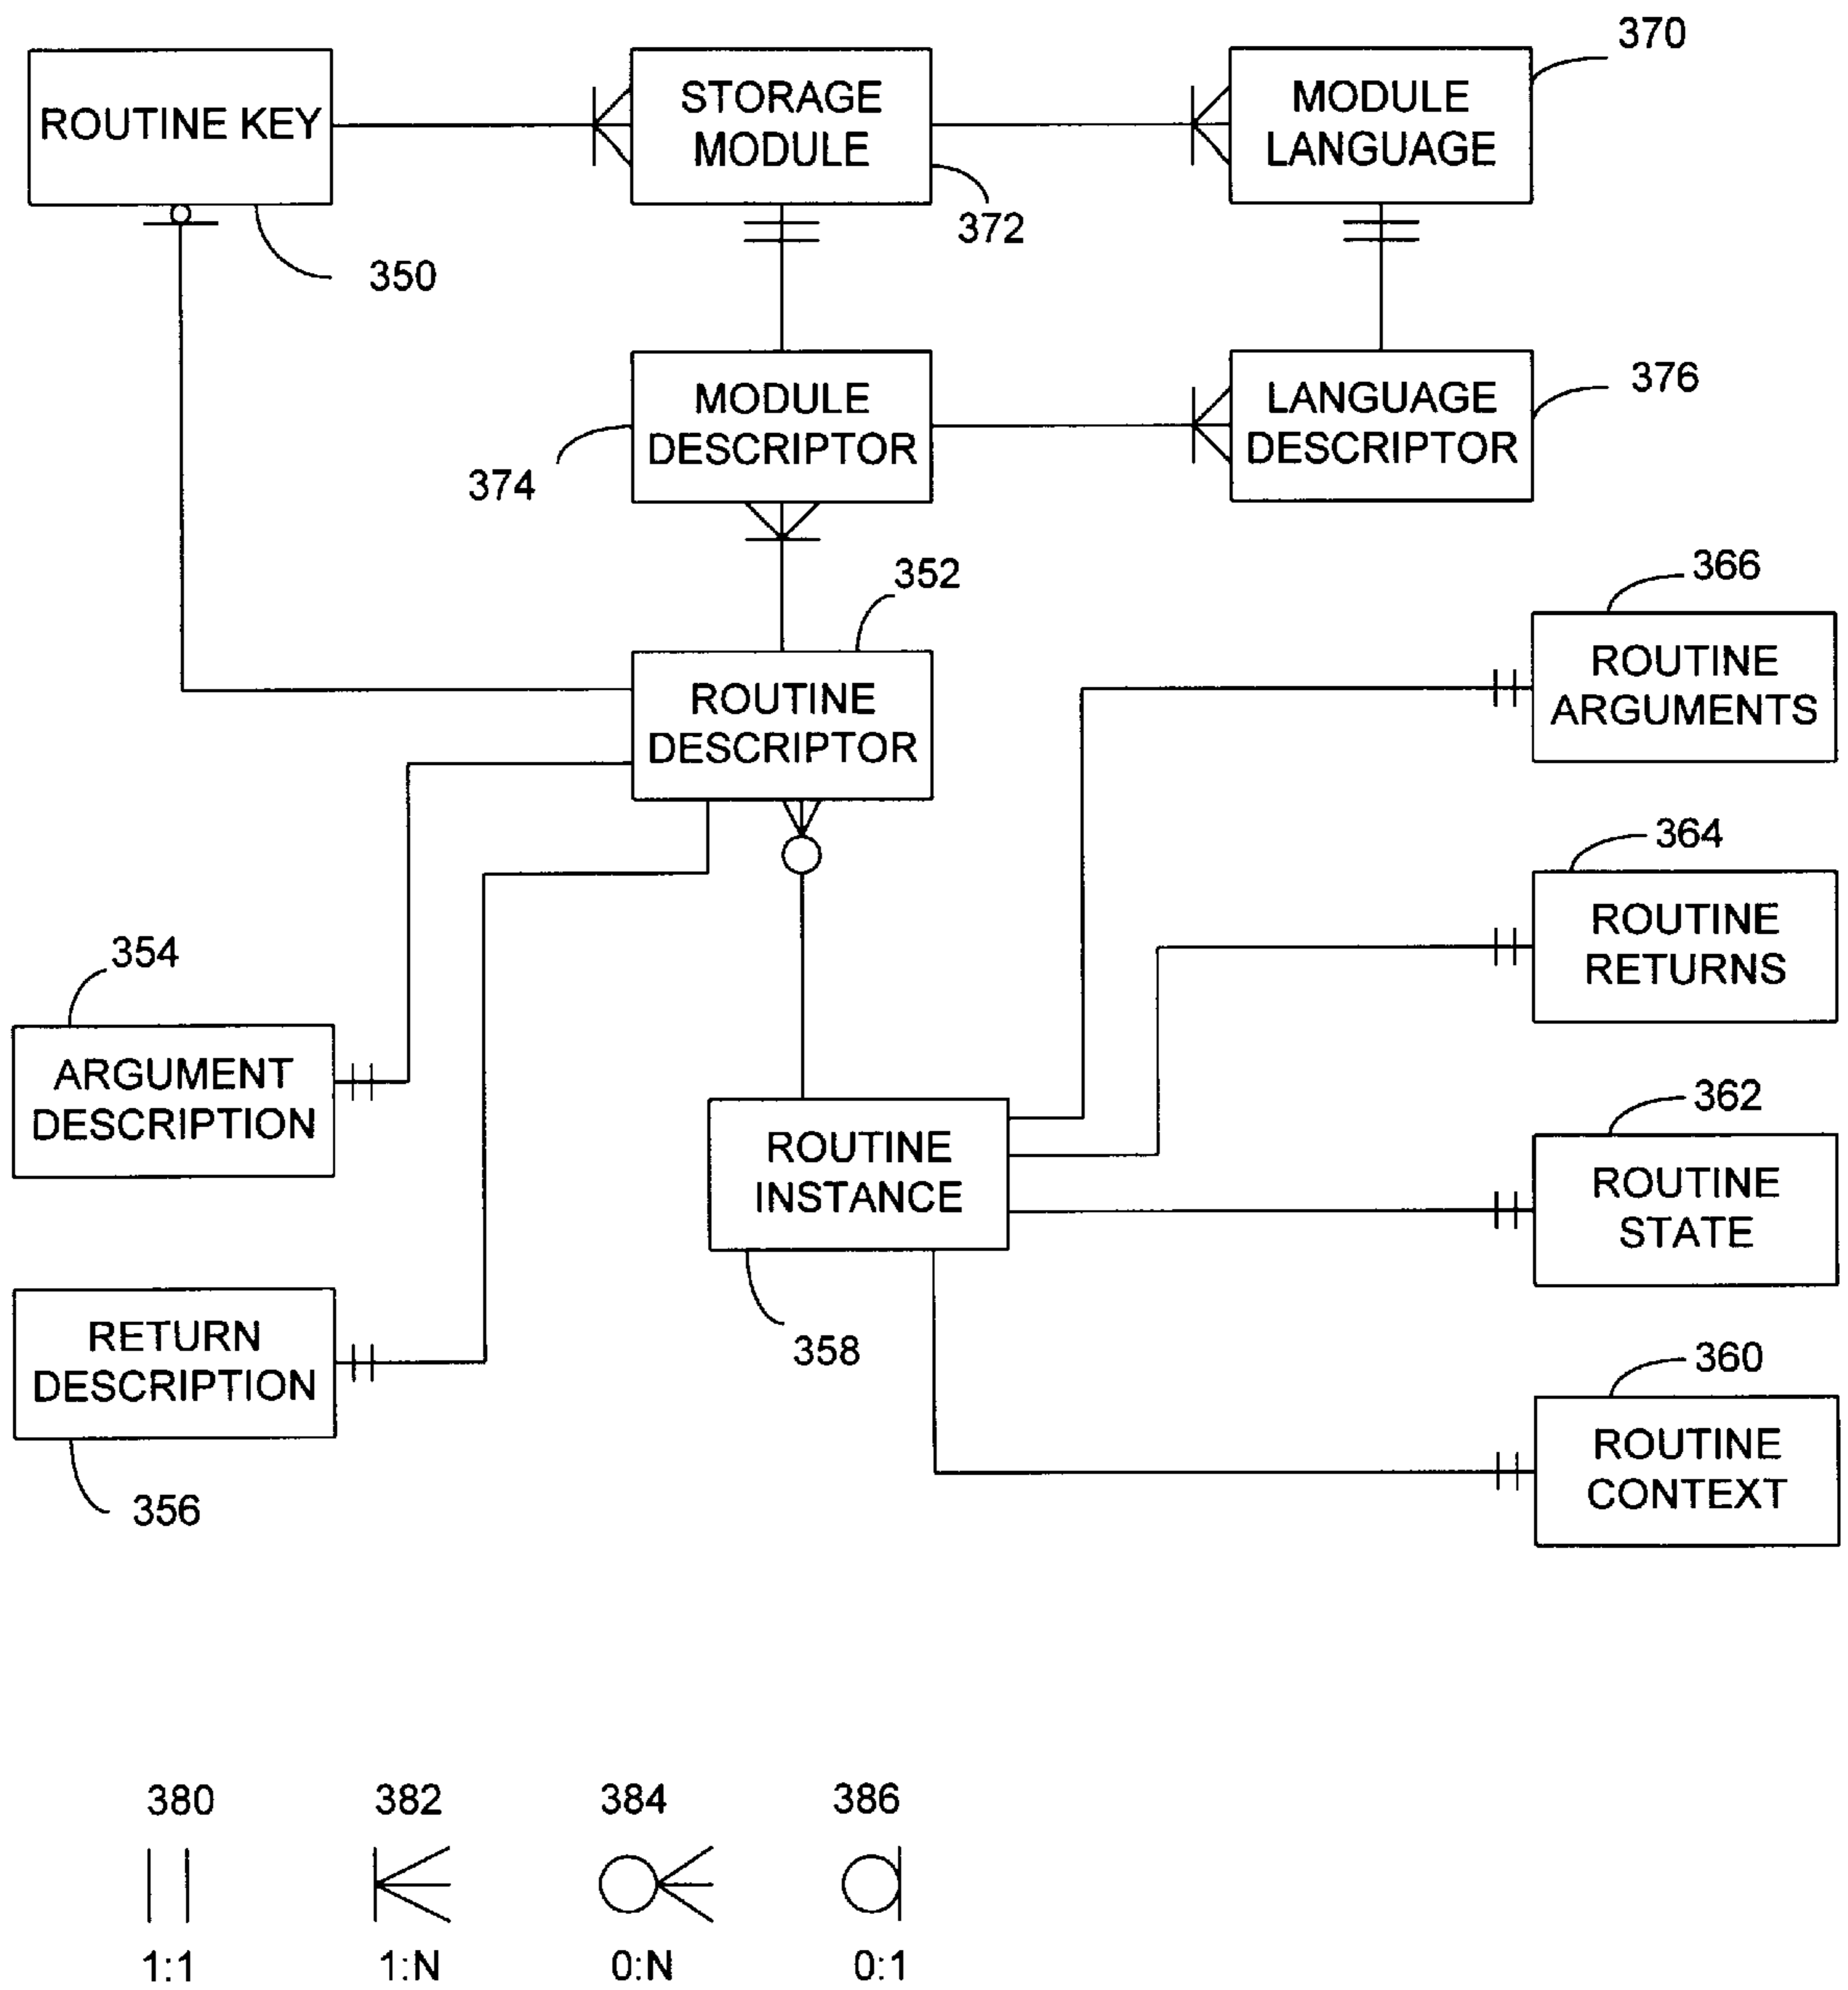 370
ROUTINE KEY
STORAGE
MODULE
MODULE
LANGUAGE
372
350
MODULE
DESCRIPTOR
LANGUAGE
DESCRIPTOR
376
374
352
366
ROUTINE
DESCRIPTOR
ROUTINE
ARGUMENTS
364
ROUTINE
RETURNS
354
ARGUMENT
DESCRIPTION
362
ROUTINE
INSTANCE
ROUTINE
STATE
358
RETURN
DESCRIPTION
360
356
ROUTINE
CONTEXT
380 382 384 386
1:1 1:N 0:N 0:1